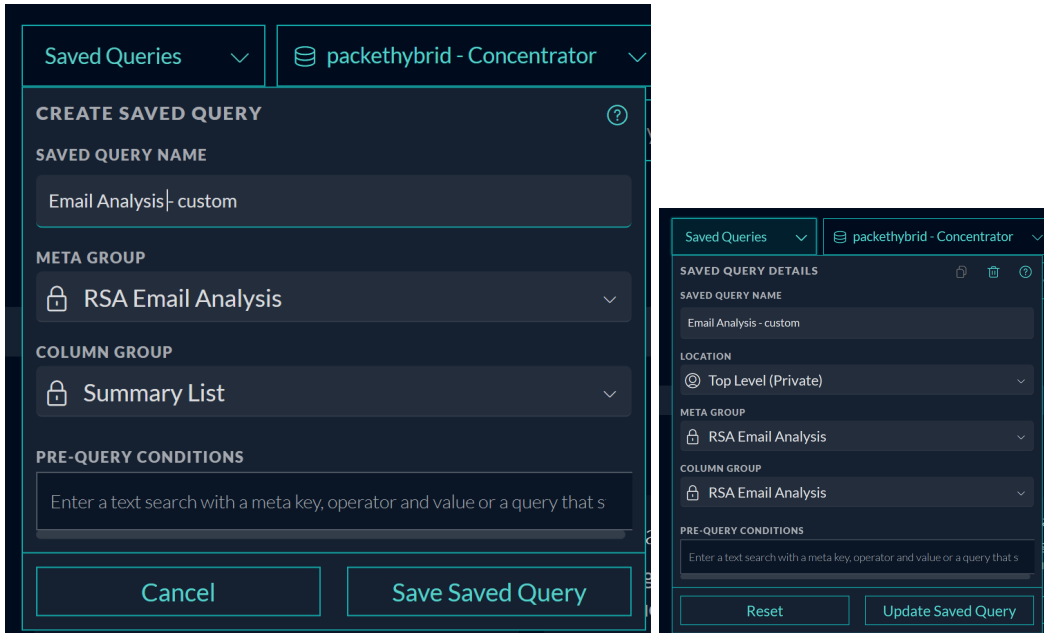 Saved Queries
packethybrid - Concentrator
CREATE SAVED QUERY
SAVED QUERY NAME
Email Analysis - custom
META GROUP
RSA Email Analysis
COLUMN GROUP
Summary List
PRE-QUERY CONDITIONS
Enter a text search with a meta key, operator and value or a query that s
Cancel
Save Saved Query
Saved Queries
packethybrid - Concentrator
SAVED QUERY DETAILS
SAVED QUERY NAME
Email Analysis - custom
LOCATION
Top Level (Private)
META GROUP
RSA Email Analysis
COLUMN GROUP
RSA Email Analysis
PRE-QUERY CONDITIONS
Enter a text search with a meta key, operator and value or a query that s
Reset
Update Saved Query